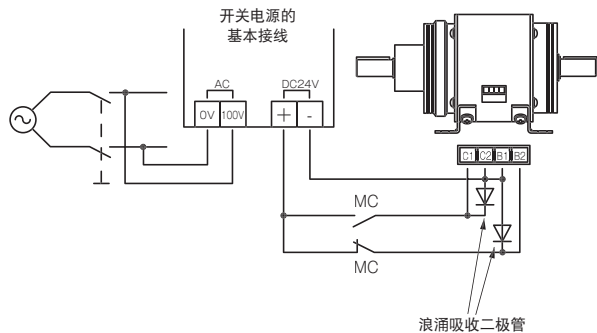 开关电源的
基本接线
AC
DC24V
0V 100V
+ -
C1 C2 B1 B2
MC
MC
浪涌吸收二极管